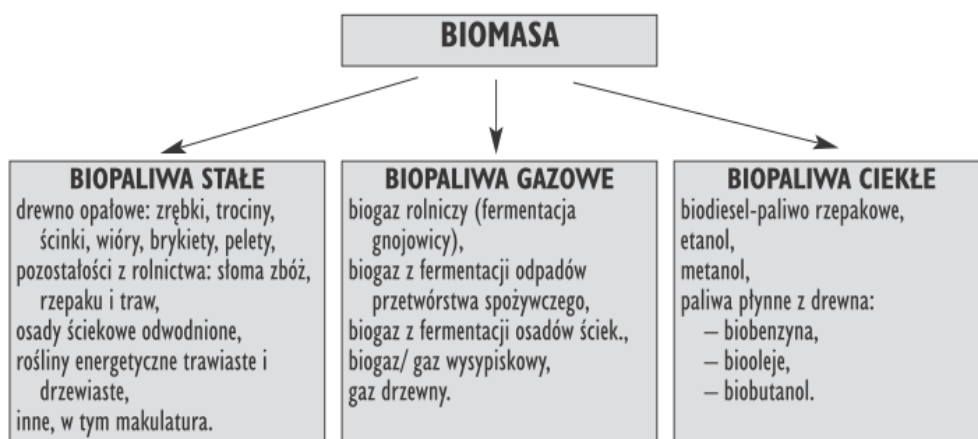 BIOMASA
BIOPALIWA STAŁE
drewno opałowe: zrębki, trociny,
ścinki, wióry, brykiety, pelety,
pozostałości z rolnictwa: słoma zbóż,
rzepaku i traw,
osady ściekowe odwodnione,
rośliny energetyczne trawiaste i
drzewiaste,
inne, w tym makulatura.
BIOPALIWA GAZOWE
biogaz rolniczy (fermentacja
gnojowicy),
biogaz z fermentacji odpadów
przetwórstwa spożywczego,
biogaz z fermentacji osadów ściek.,
biogaz/ gaz wysypiskowy,
gaz drzewny.
BIOPALIWA CIEKŁE
biodiesel-paliwo rzepakowe,
etanol,
metanol,
paliwa płynne z drewna:
– biobenzyna,
– biooleje,
– biobutanol.